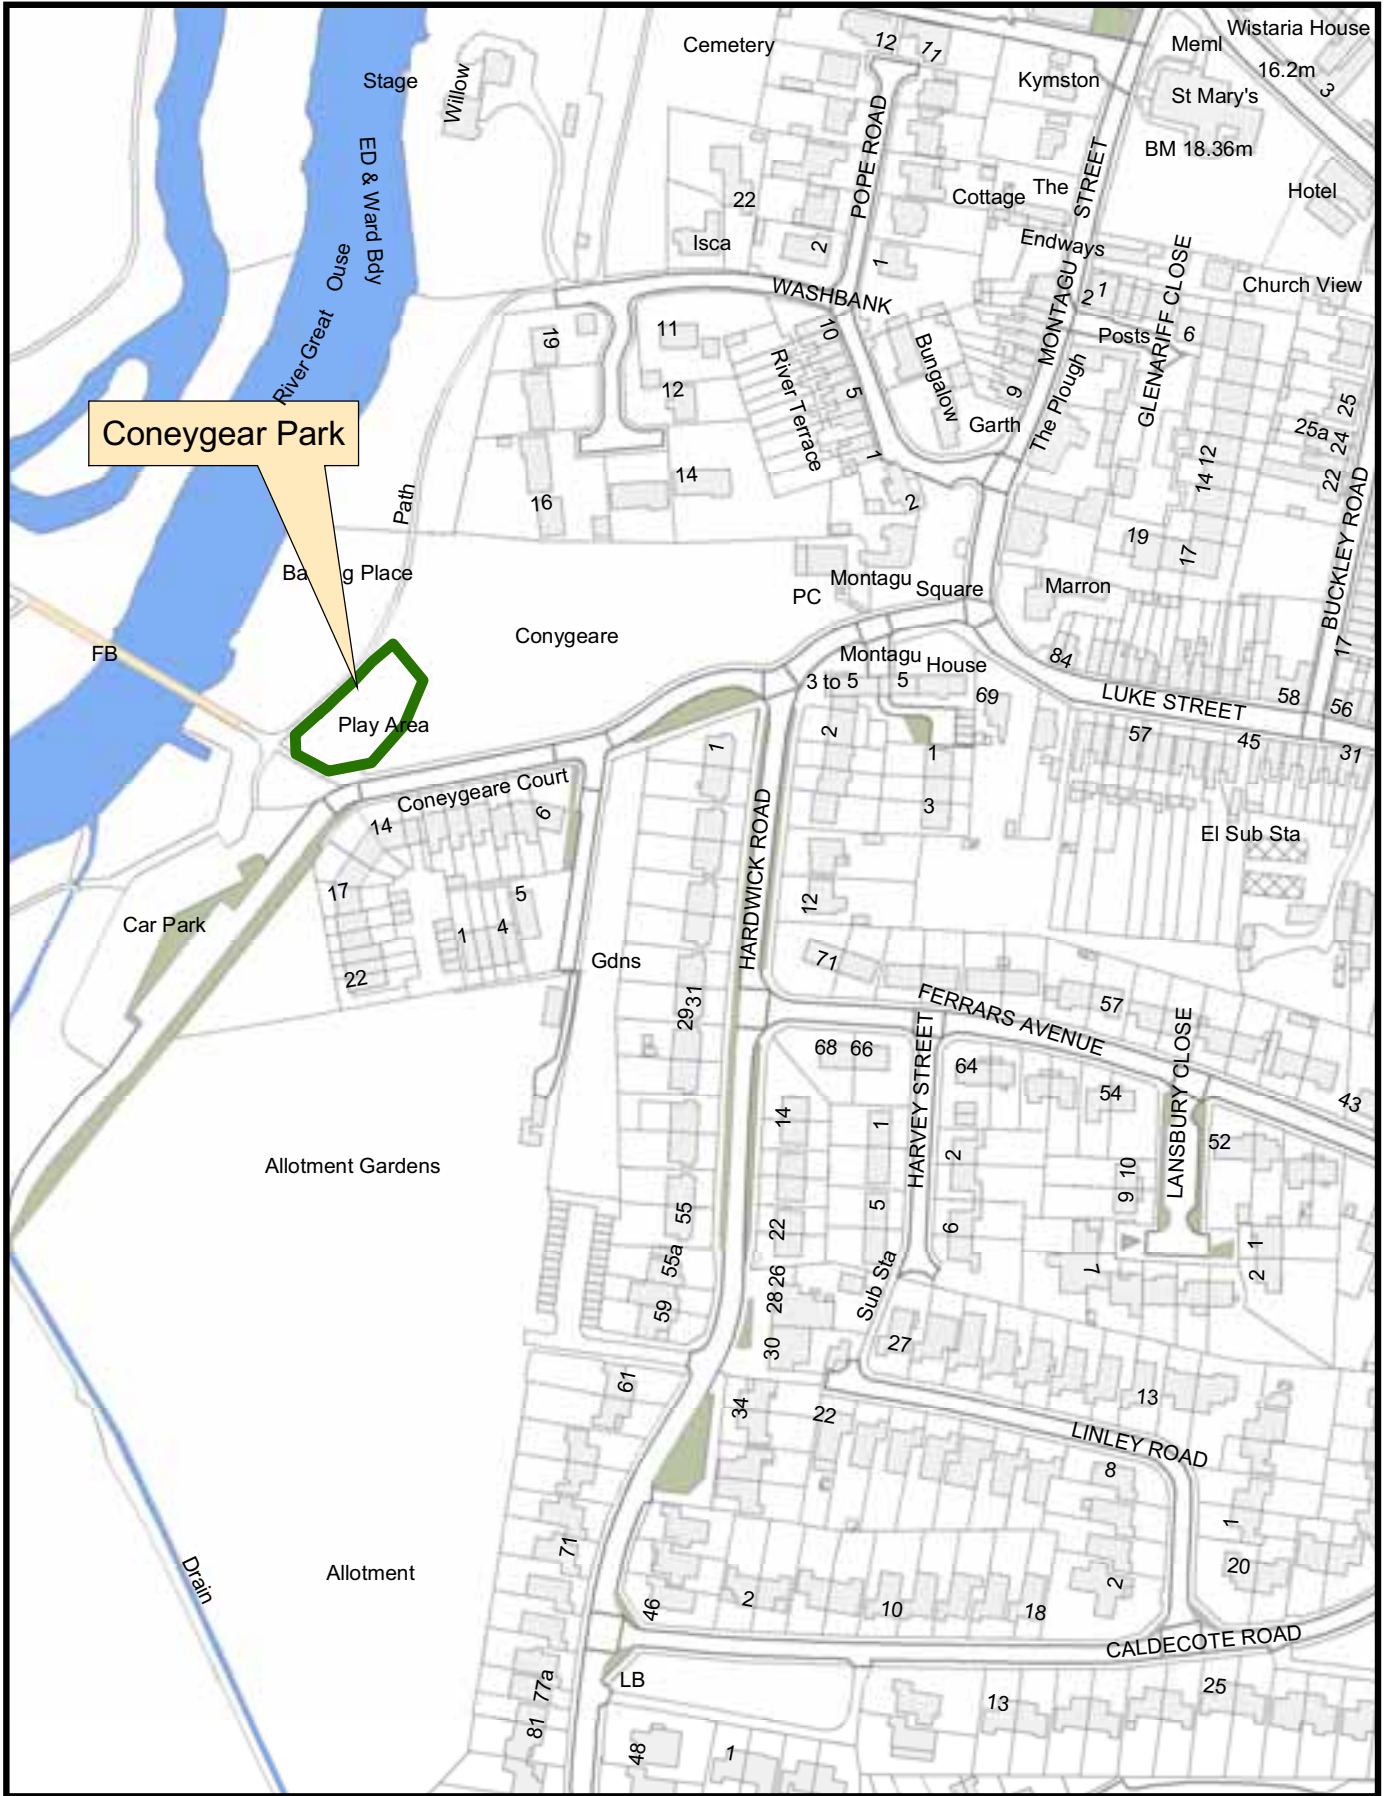 Wistaria House
Cemetery
12
11
Meml
16.2m
3
Stage
Willow
Kymston
St Mary's
BM 18.36m
ED & Ward Bdy
POPE ROAD
MONTAGU STREET
22
Cottage
The
Hotel
Isca
2
1
Endways
River Great Ouse
WASHBANK
2
1
GLENARIFF CLOSE
Church View
19
11
10
Bungalow
Posts
6
River Terrace
12
5
9
The Plough
25
Coneygear Park
Garth
25a
24
1
14
12
22
Path
14
16
2
BUCKLEY ROAD
19
17
Ba
g Place
Montagu
Square
PC
Marron
Conygeare
FB
Montagu
House
84
17
3 to 5
5
69
LUKE STREET
58
56
Play Area
1
2
57
45
31
1
3
Coneygeare Court
14
6
HARDWICK ROAD
El Sub Sta
17
5
12
Car Park
1
4
22
Gdns
71
29
31
FERRARS AVENUE
57
68
66
HARVEY STREET
64
LANSBURY CLOSE
54
43
14
1
52
2
10
9
Allotment Gardens
55
22
5
6
1
2
55a
26
28
Sub Sta
7
59
30
27
61
34
22
13
LINLEY ROAD
8
1
71
Drain
Allotment
46
2
10
18
2
20
CALDECOTE ROAD
LB
77a
13
25
81
48
1